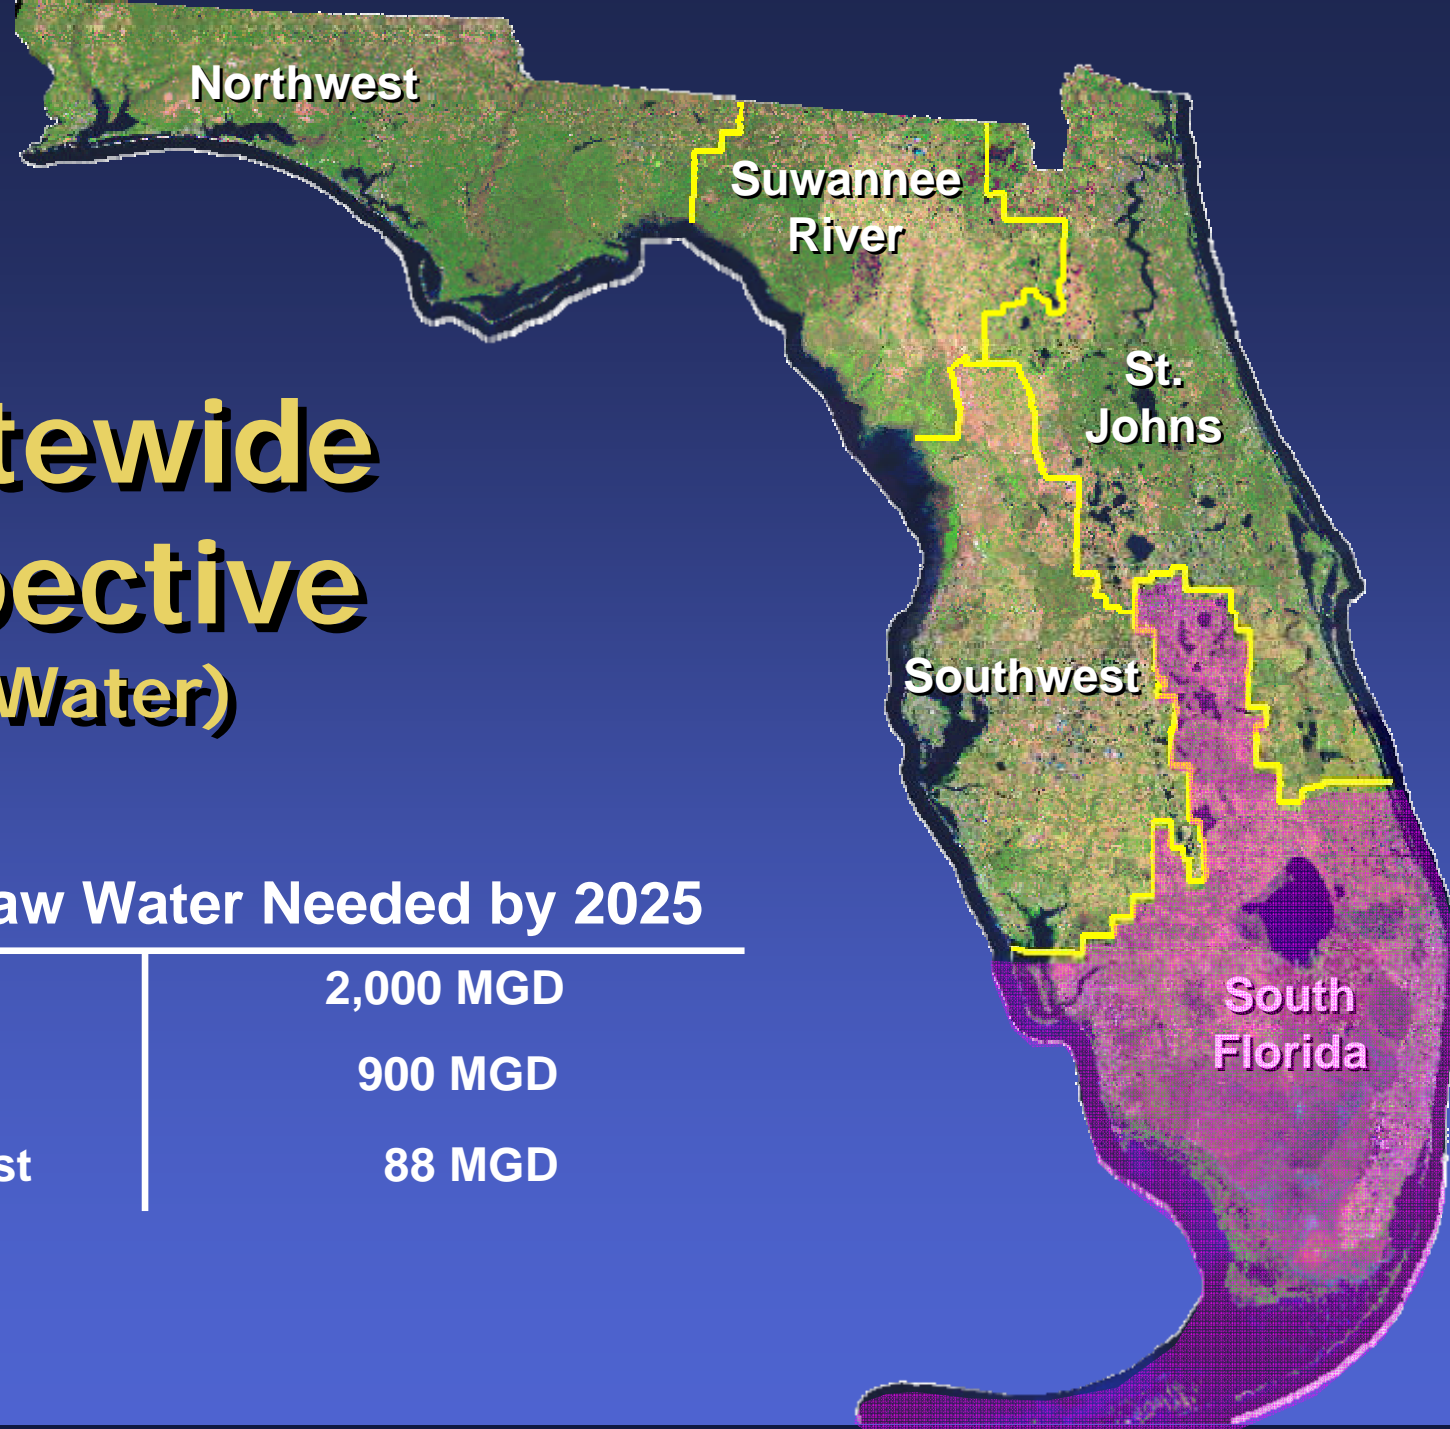 Northwest
Suwannee
River
St.
Johns
tewide
pective
Water)
Southwest
aw Water Needed by 2025
2,000 MGD
900 MGD
st
88 MGD
South
Florida